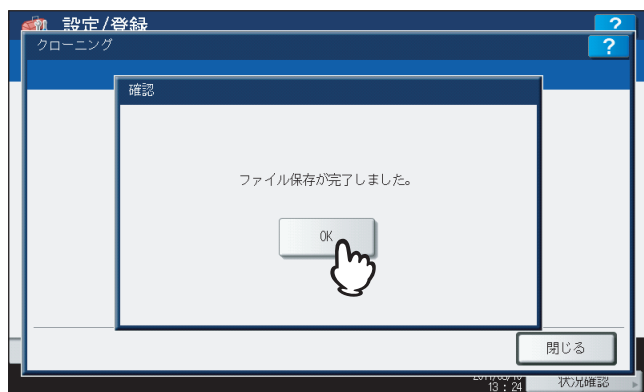 設定/登録
?
クローニング
?
確認
ファイル保存が完了しました。
OK
閉じる
13 : 24
状況確認